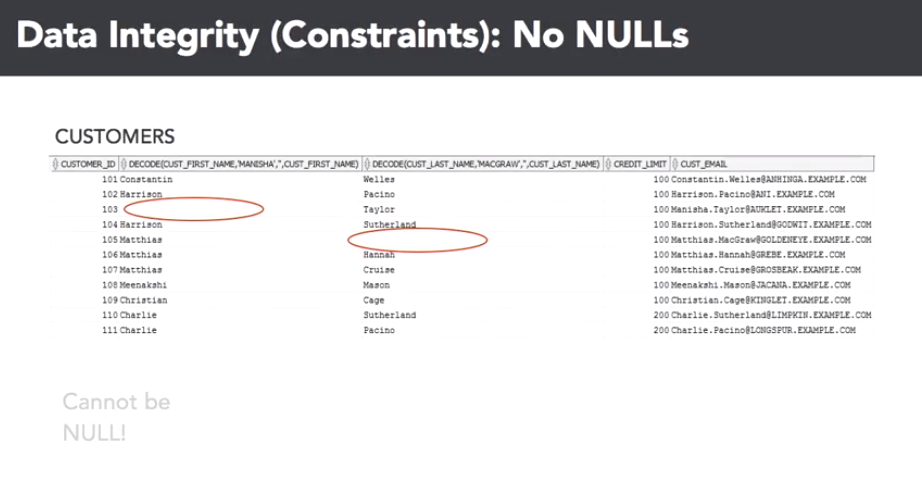 Data Integrity (Constraints): No NULLs
CUSTOMERS
CUSTOMER_ID DECODE(CUST_FIRST_NAME,'MANISHA','',CUST_FIRST_NAME) DECODE(CUST_LAST_NAME,'MACGRAW','',CUST_LAST_NAME) CREDIT_LIMIT CUST_EMAIL
101 Constantin Welles 100 Constantin.Welles@ANHINGA.EXAMPLE.COM
102 Harrison Pacino 100 Harrison.Pacino@ANI.EXAMPLE.COM
103 Taylor 100 Manisha.Taylor@AUKLET.EXAMPLE.COM
104 Harrison Sutherland 100 Harrison.Sutherland@GODWIT.EXAMPLE.COM
105 Matthias 100 Matthias.MacGraw@GOLDENEYE.EXAMPLE.COM
106 Matthias Hannah 100 Matthias.Hannah@GREBE.EXAMPLE.COM
107 Matthias Cruise 100 Matthias.Cruise@GROSBEAK.EXAMPLE.COM
108 Meenakshi Mason 100 Meenakshi.Mason@JACANA.EXAMPLE.COM
109 Christian Cage 100 Christian.Cage@KINGLET.EXAMPLE.COM
110 Charlie Sutherland 200 Charlie.Sutherland@LIMPKIN.EXAMPLE.COM
111 Charlie Pacino 200 Charlie.Pacino@LONGSPUR.EXAMPLE.COM
Cannot be
NULL!